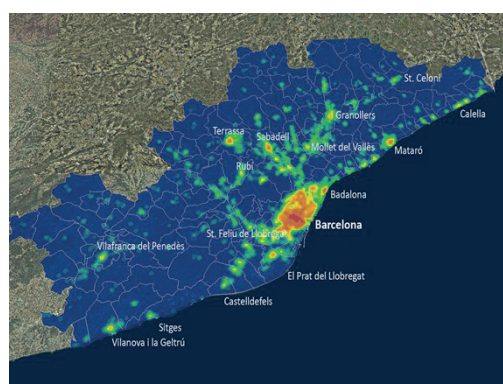 St. Celoni
Calella
Granollers
Terrassa
Sabadell
Mollet del Vallès
Mataró
Rubí
Badalona
Barcelona
St. Feliu de Llobregat
Vilafranca del Penedès
El Prat del Llobregat
Castelldefels
Sitges
Vilanova i la Geltrú